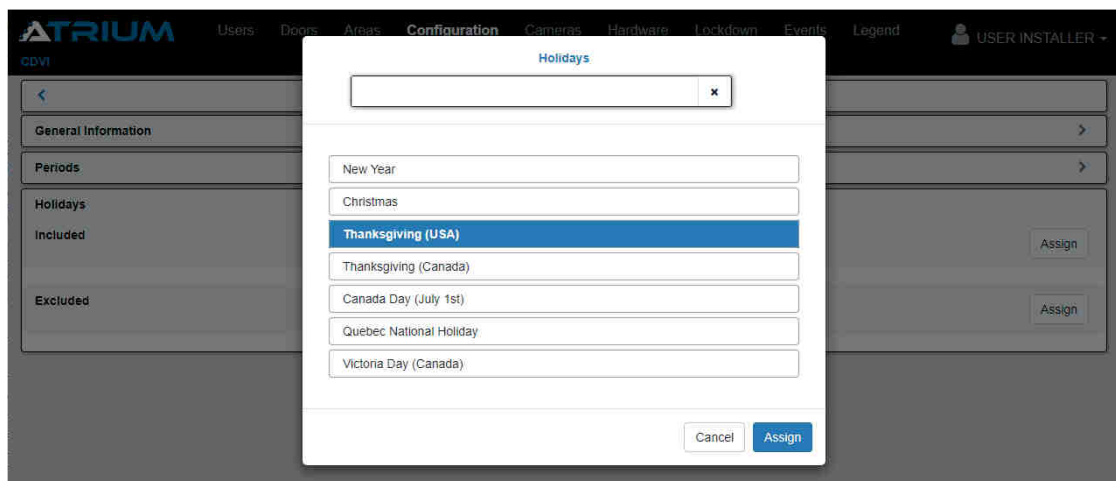 ATRIUM
Users Doors Areas Configuration Cameras Hardware Lockdown Events Legend
USER INSTALLER
CDVI
Holidays
General Information
Periods
Holidays
Included
Assign
Excluded
Assign
New Year
Christmas
Thanksgiving (USA)
Thanksgiving (Canada)
Canada Day (July 1st)
Quebec National Holiday
Victoria Day (Canada)
Cancel Assign